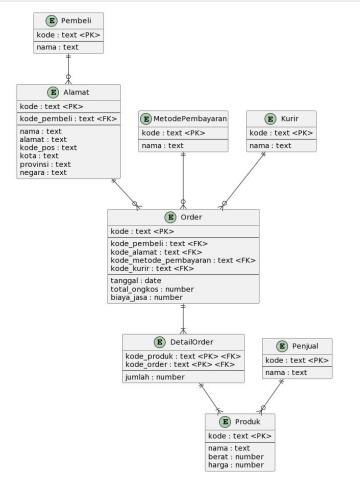 E Pembeli
kode : text <PK>
nama : text
E Alamat
kode : text <PK>
kode_pembeli : text <FK>
nama : text
alamat : text
kode_pos : text
kota : text
provinsi : text
negara : text
E MetodePembayaran
kode : text <PK>
nama : text
E Kurir
kode : text <PK>
nama : text
E Order
kode : text <PK>
kode_pembeli : text <FK>
kode_alamat : text <FK>
kode_metode_pembayaran : text <FK>
kode_kurir : text <FK>
tanggal : date
total_ongkos : number
biaya_jasa : number
E DetailOrder
kode_produk : text <PK> <FK>
kode_order : text <PK> <FK>
jumlah : number
E Penjual
kode : text <PK>
nama : text
E Produk
kode : text <PK>
nama : text
berat : number
harga : number